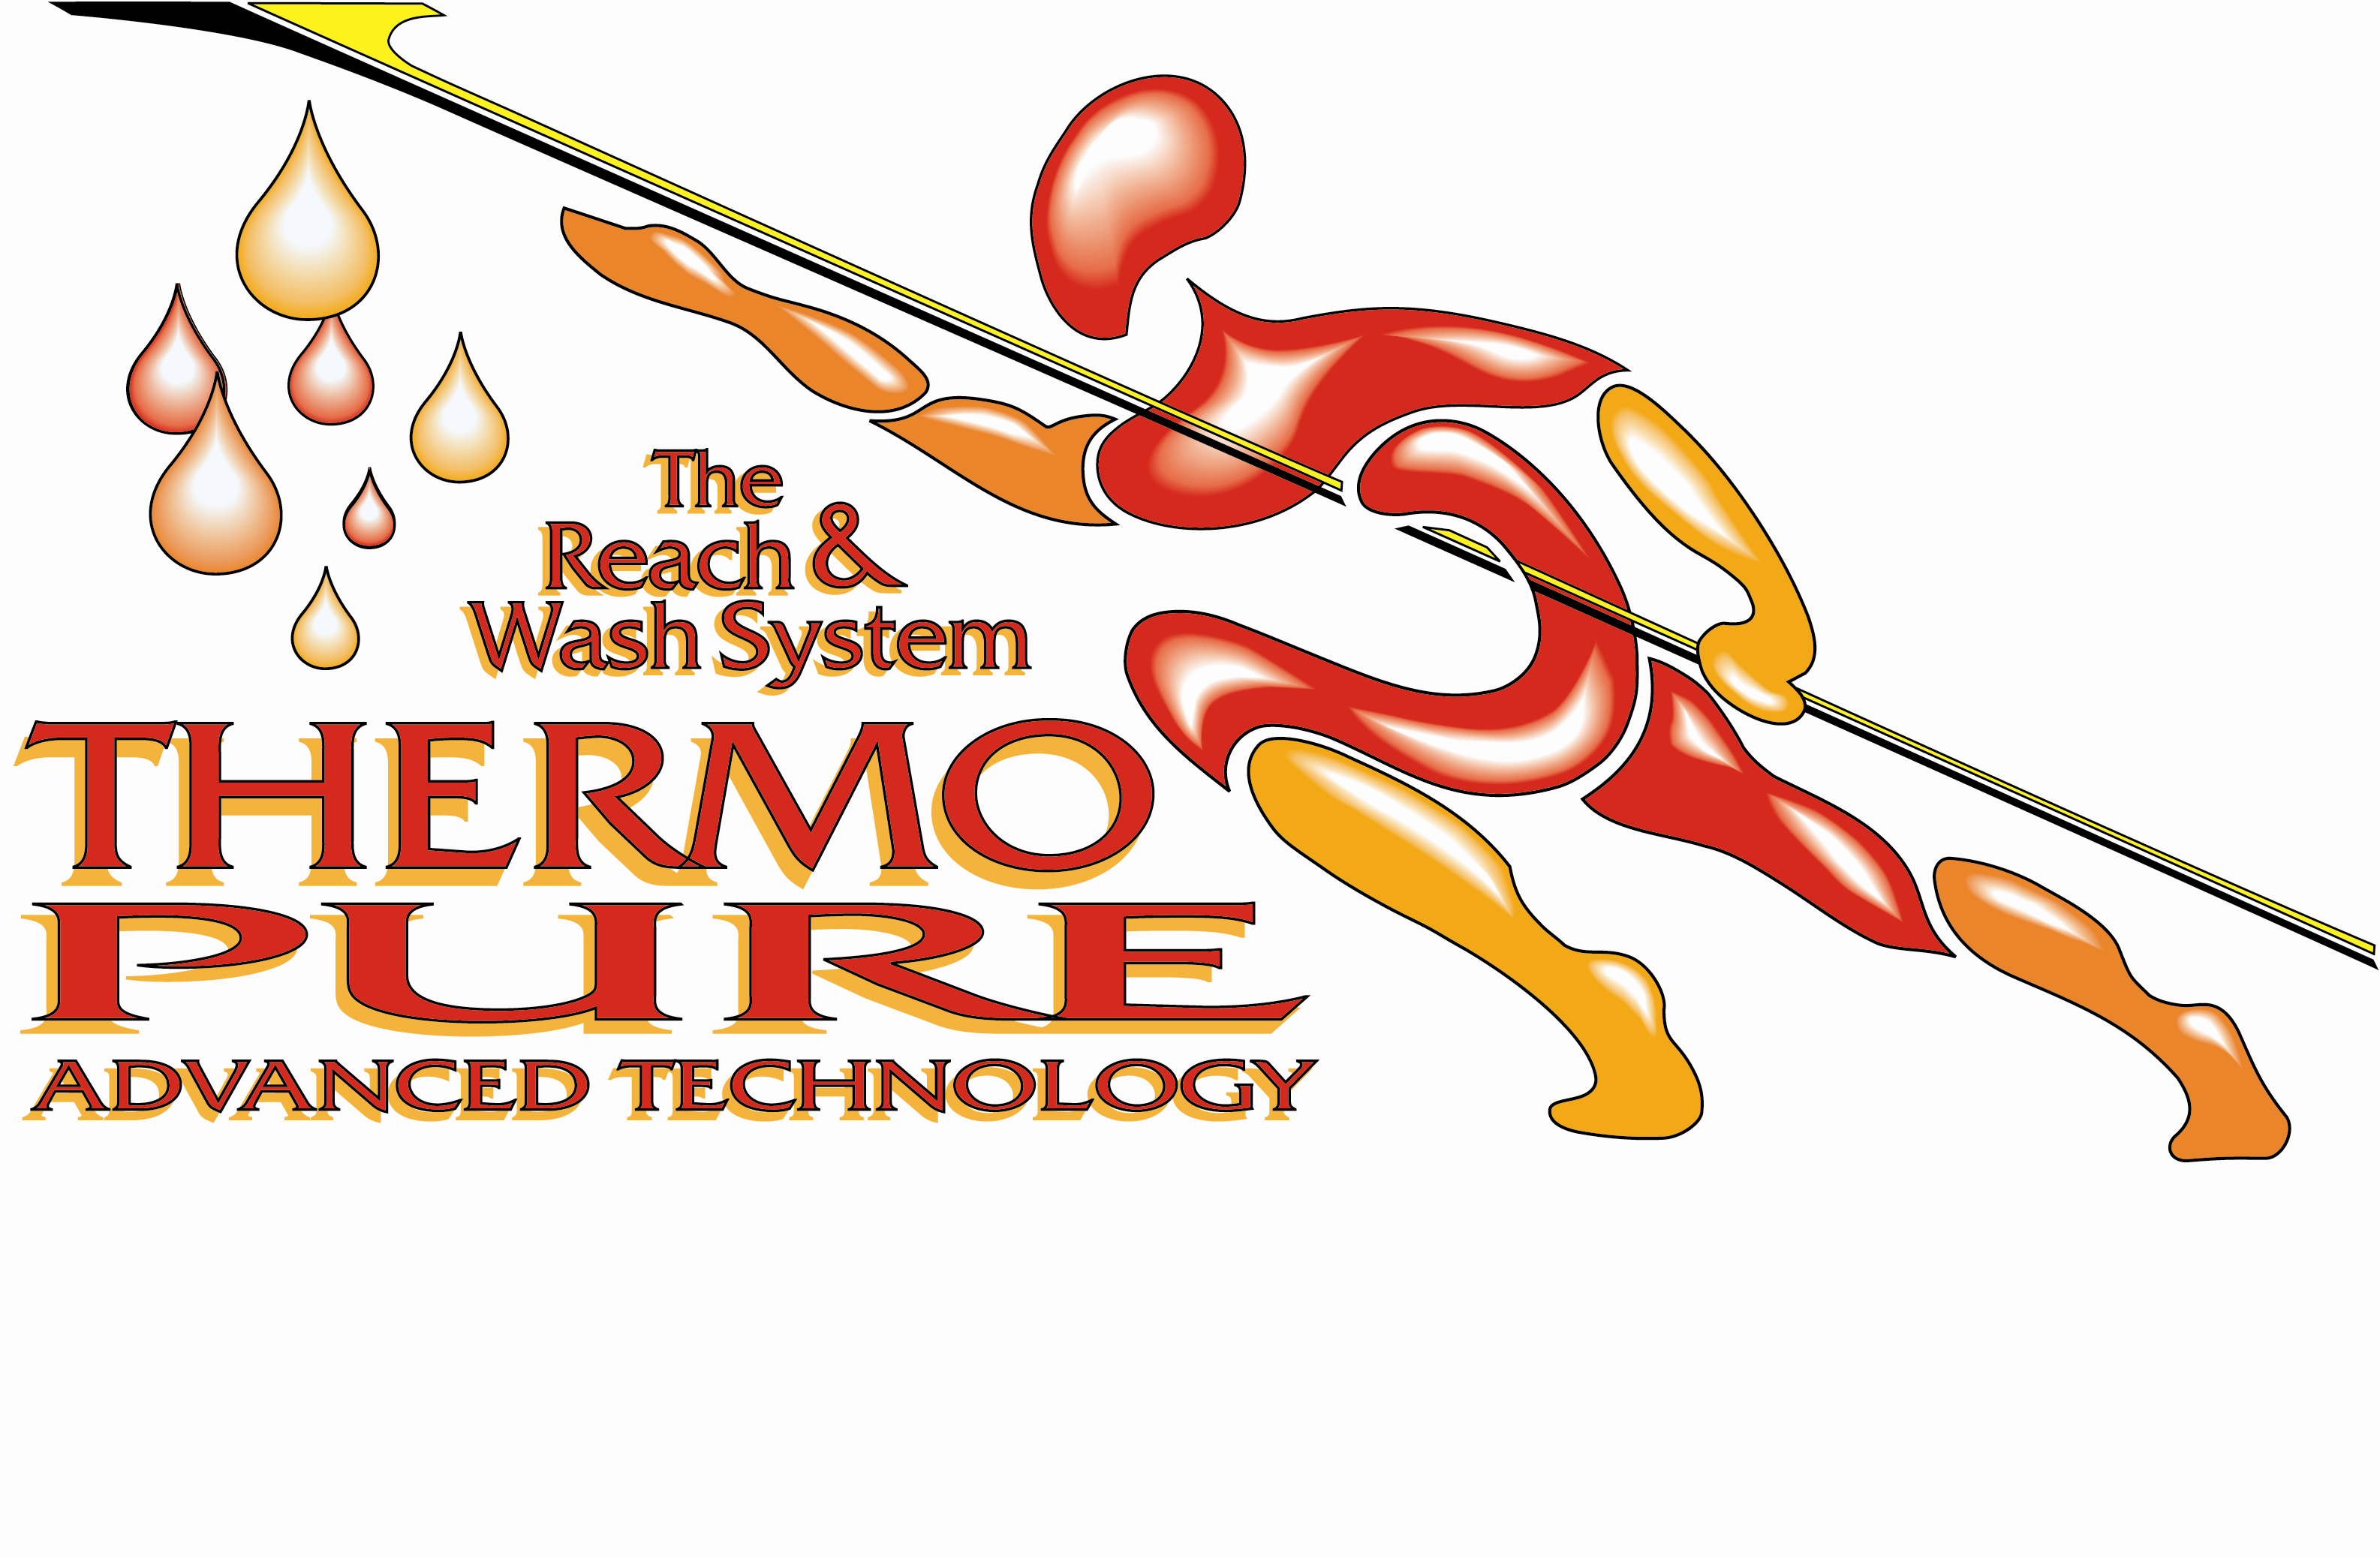 The
Reach &
Wash System
THERMO
PURE
ADVANCED TECHNOLOGY